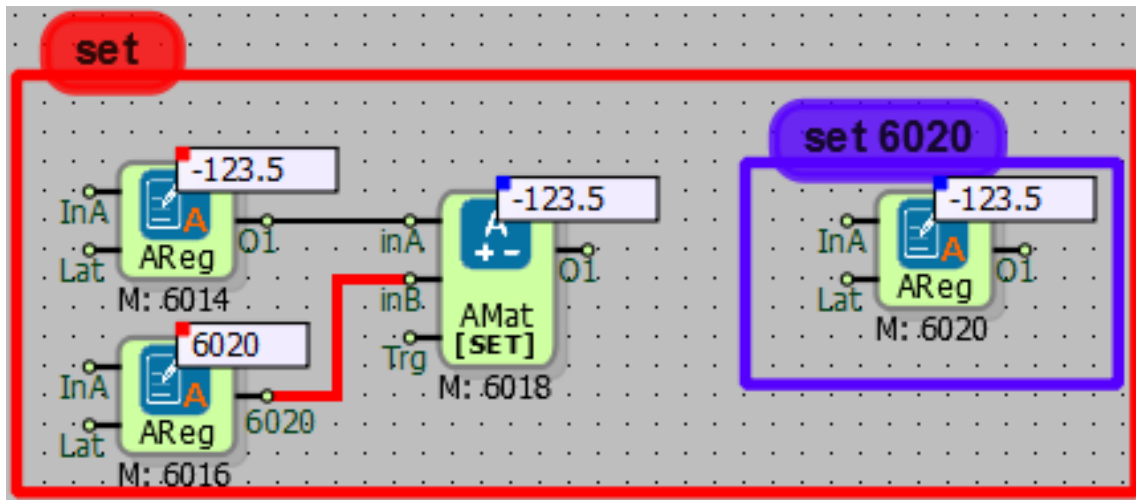 set
set 6020
-123.5
InA
A
O1
Lat
AReg
M: 6014
-123.5
inA
A
+ -
O1
inB
AMat
[SET]
Trg
M: 6018
-123.5
InA
A
O1
Lat
AReg
M: 6020
6020
InA
A
6020
Lat
AReg
M: 6016